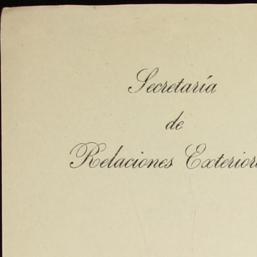 Secretaría
de
Relaciones Exterior